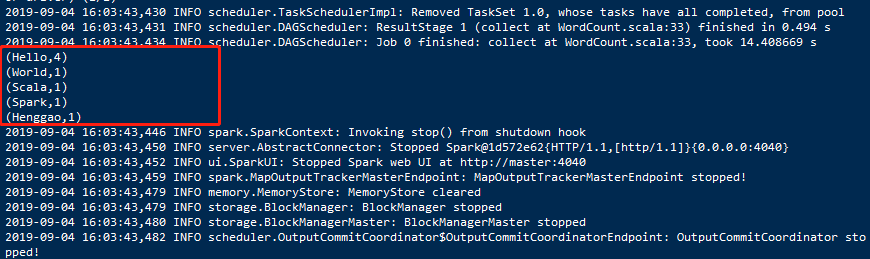 2019-09-04 16:03:43,430 INFO scheduler.TaskSchedulerImpl: Removed TaskSet 1.0, whose tasks have all completed, from pool
2019-09-04 16:03:43,431 INFO scheduler.DAGScheduler: ResultStage 1 (collect at WordCount.scala:33) finished in 0.494 s
2019-09-04 16:03:43,434 INFO scheduler.DAGScheduler: Job 0 finished: collect at WordCount.scala:33, took 14.408669 s
(Hello,4)
(World,1)
(Scala,1)
(Spark,1)
(Henggao,1)
2019-09-04 16:03:43,446 INFO spark.SparkContext: Invoking stop() from shutdown hook
2019-09-04 16:03:43,450 INFO server.AbstractConnector: Stopped Spark@1d572e62{HTTP/1.1,[http/1.1]}{0.0.0.0:4040}
2019-09-04 16:03:43,452 INFO ui.SparkUI: Stopped Spark web UI at http://master:4040
2019-09-04 16:03:43,459 INFO spark.MapOutputTrackerMasterEndpoint: MapOutputTrackerMasterEndpoint stopped!
2019-09-04 16:03:43,479 INFO memory.MemoryStore: MemoryStore cleared
2019-09-04 16:03:43,479 INFO storage.BlockManager: BlockManager stopped
2019-09-04 16:03:43,480 INFO storage.BlockManagerMaster: BlockManagerMaster stopped
2019-09-04 16:03:43,482 INFO scheduler.OutputCommitCoordinator$OutputCommitCoordinatorEndpoint: OutputCommitCoordinator sto
pped!